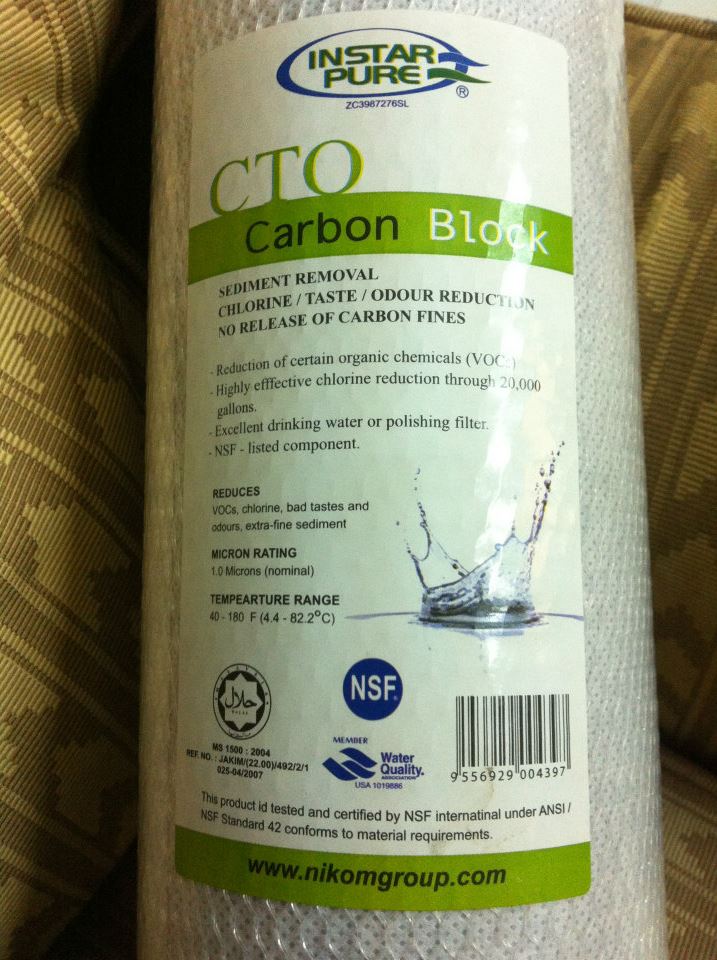 INSTAR
PURE
®
ZC3987276SL
CTO
Carbon Block
SEDIMENT REMOVAL
CHLORINE / TASTE / ODOUR REDUCTION
NO RELEASE OF CARBON FINES
- Reduction of certain organic chemicals (VOCs)
- Highly efffective chlorine reduction through 20,000
gallons.
- Excellent drinking water or polishing filter.
- NSF - listed component.
REDUCES
VOCs, chlorine, bad tastes and
odours, extra-fine sediment
MICRON RATING
1.0 Microns (nominal)
TEMPEARTURE RANGE
40 - 180 F (4.4 - 82.2°C)
حلال
HALAL
MS 1500 : 2004
REF. NO. : JAKIM/(22.00)/492/2/1
025-04/2007
NSF®
MEMBER
Water
Quality.
ASSOCIATION
USA 1019886
9 556929 004397
This product id tested and certified by NSF internatinal under ANSI /
NSF Standard 42 conforms to material requirements.
www.nikomgroup.com